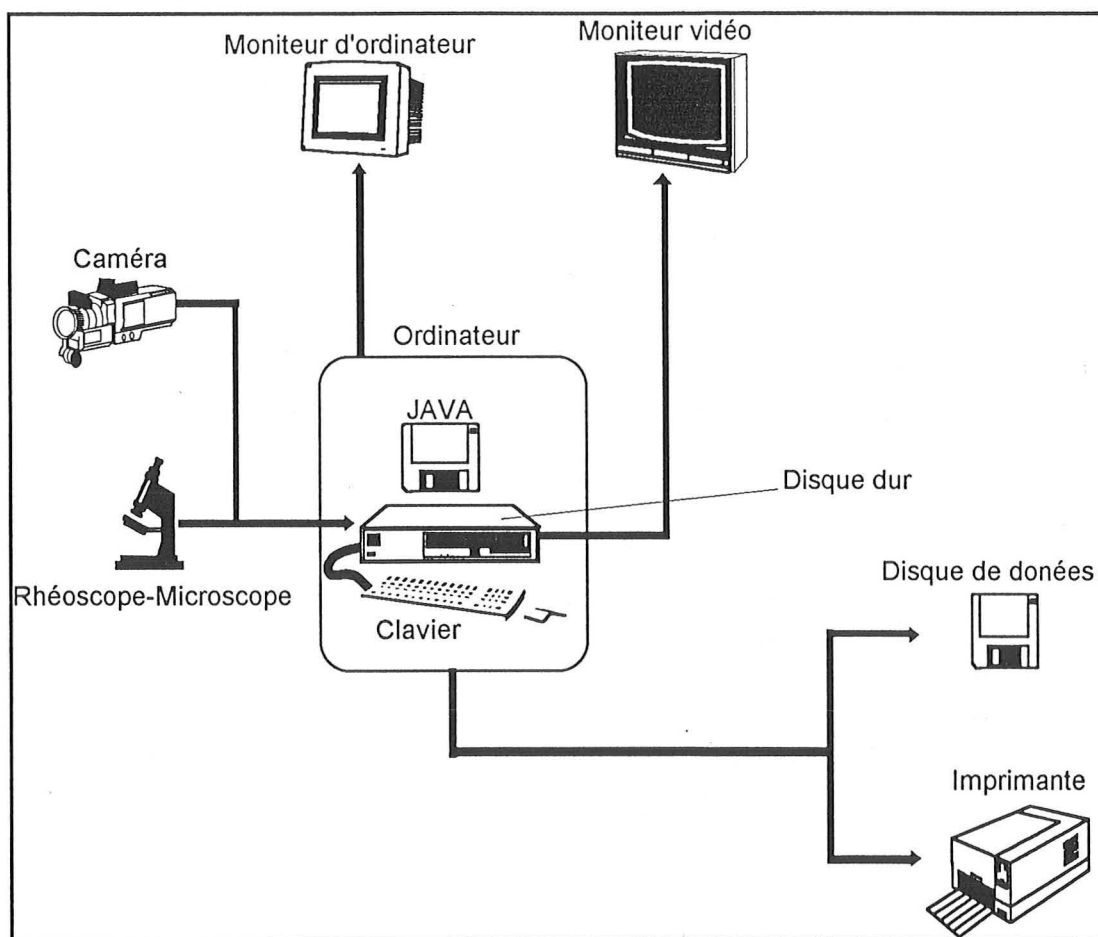 Moniteur d'ordinateur
Moniteur vidéo
Caméra
Ordinateur
JAVA
Disque dur
Rhéoscope-Microscope
Clavier
Disque de donées
Imprimante